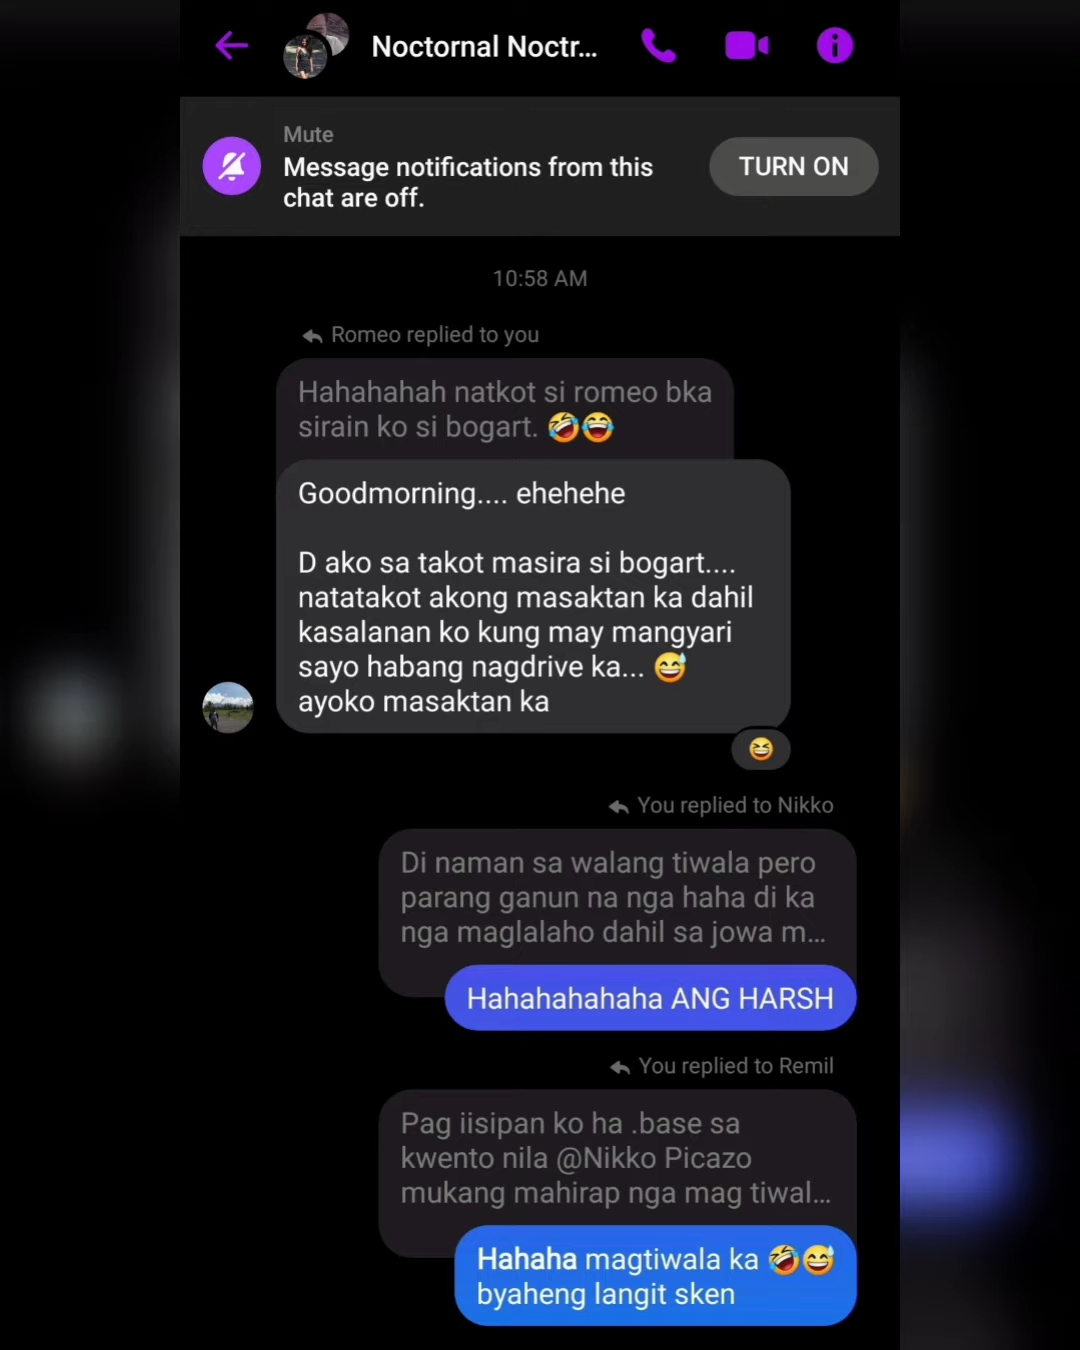 Noctornal Noctr...
Mute
Message notifications from this
chat are off.
TURN ON
10:58 AM
Romeo replied to you
Hahahahah natkot si romeo bka
sirain ko si bogart. 🤣😂
Goodmorning.... ehehehe
D ako sa takot masira si bogart....
natatakot akong masaktan ka dahil
kasalanan ko kung may mangyari
sayo habang nagdrive ka... 😅
ayoko masaktan ka
You replied to Nikko
Di naman sa walang tiwala pero
parang ganun na nga haha di ka
nga maglalaho dahil sa jowa m...
Hahahahahaha ANG HARSH
You replied to Remil
Pag iisipan ko ha .base sa
kwento nila @Nikko Picazo
mukang mahirap nga mag tiwal...
Hahaha magtiwala ka 🤣😅
byaheng langit sken